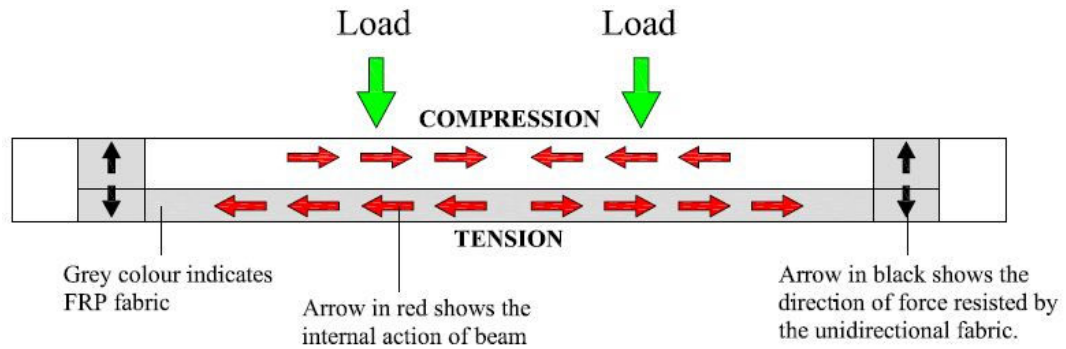 Load
Load
COMPRESSION
TENSION
Grey colour indicates
FRP fabric
Arrow in red shows the
internal action of beam
Arrow in black shows the
direction of force resisted by
the unidirectional fabric.